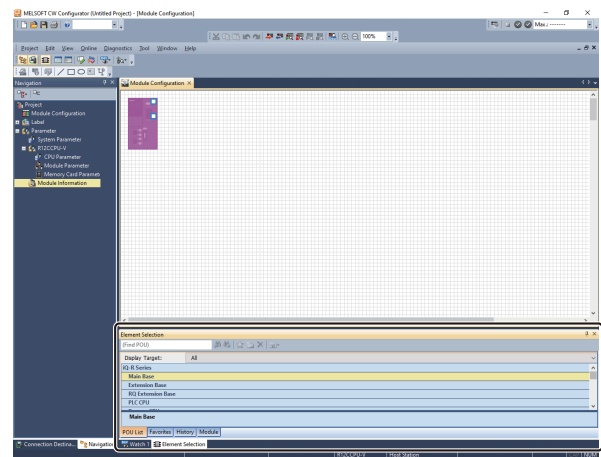 MELSOFT CW Configurator (Untitled Project) - [Module Configuration]
Max.: --------
100%
Project Edit View Online Diagnostics Tool Window Help
Navigation
Module Configuration
Project
Module Configuration
Label
Parameter
System Parameter
R12CCPU-V
CPU Parameter
Module Parameter
Memory Card Paramet
Module Information
Element Selection
(Find POU)
Display Target: All
iQ-R Series
Main Base
Extension Base
RQ Extension Base
PLC CPU
Main Base
POU List Favorites History Module
Connection Destina... Navigation Watch 1 Element Selection
R12CCPU-V Host Station NUM